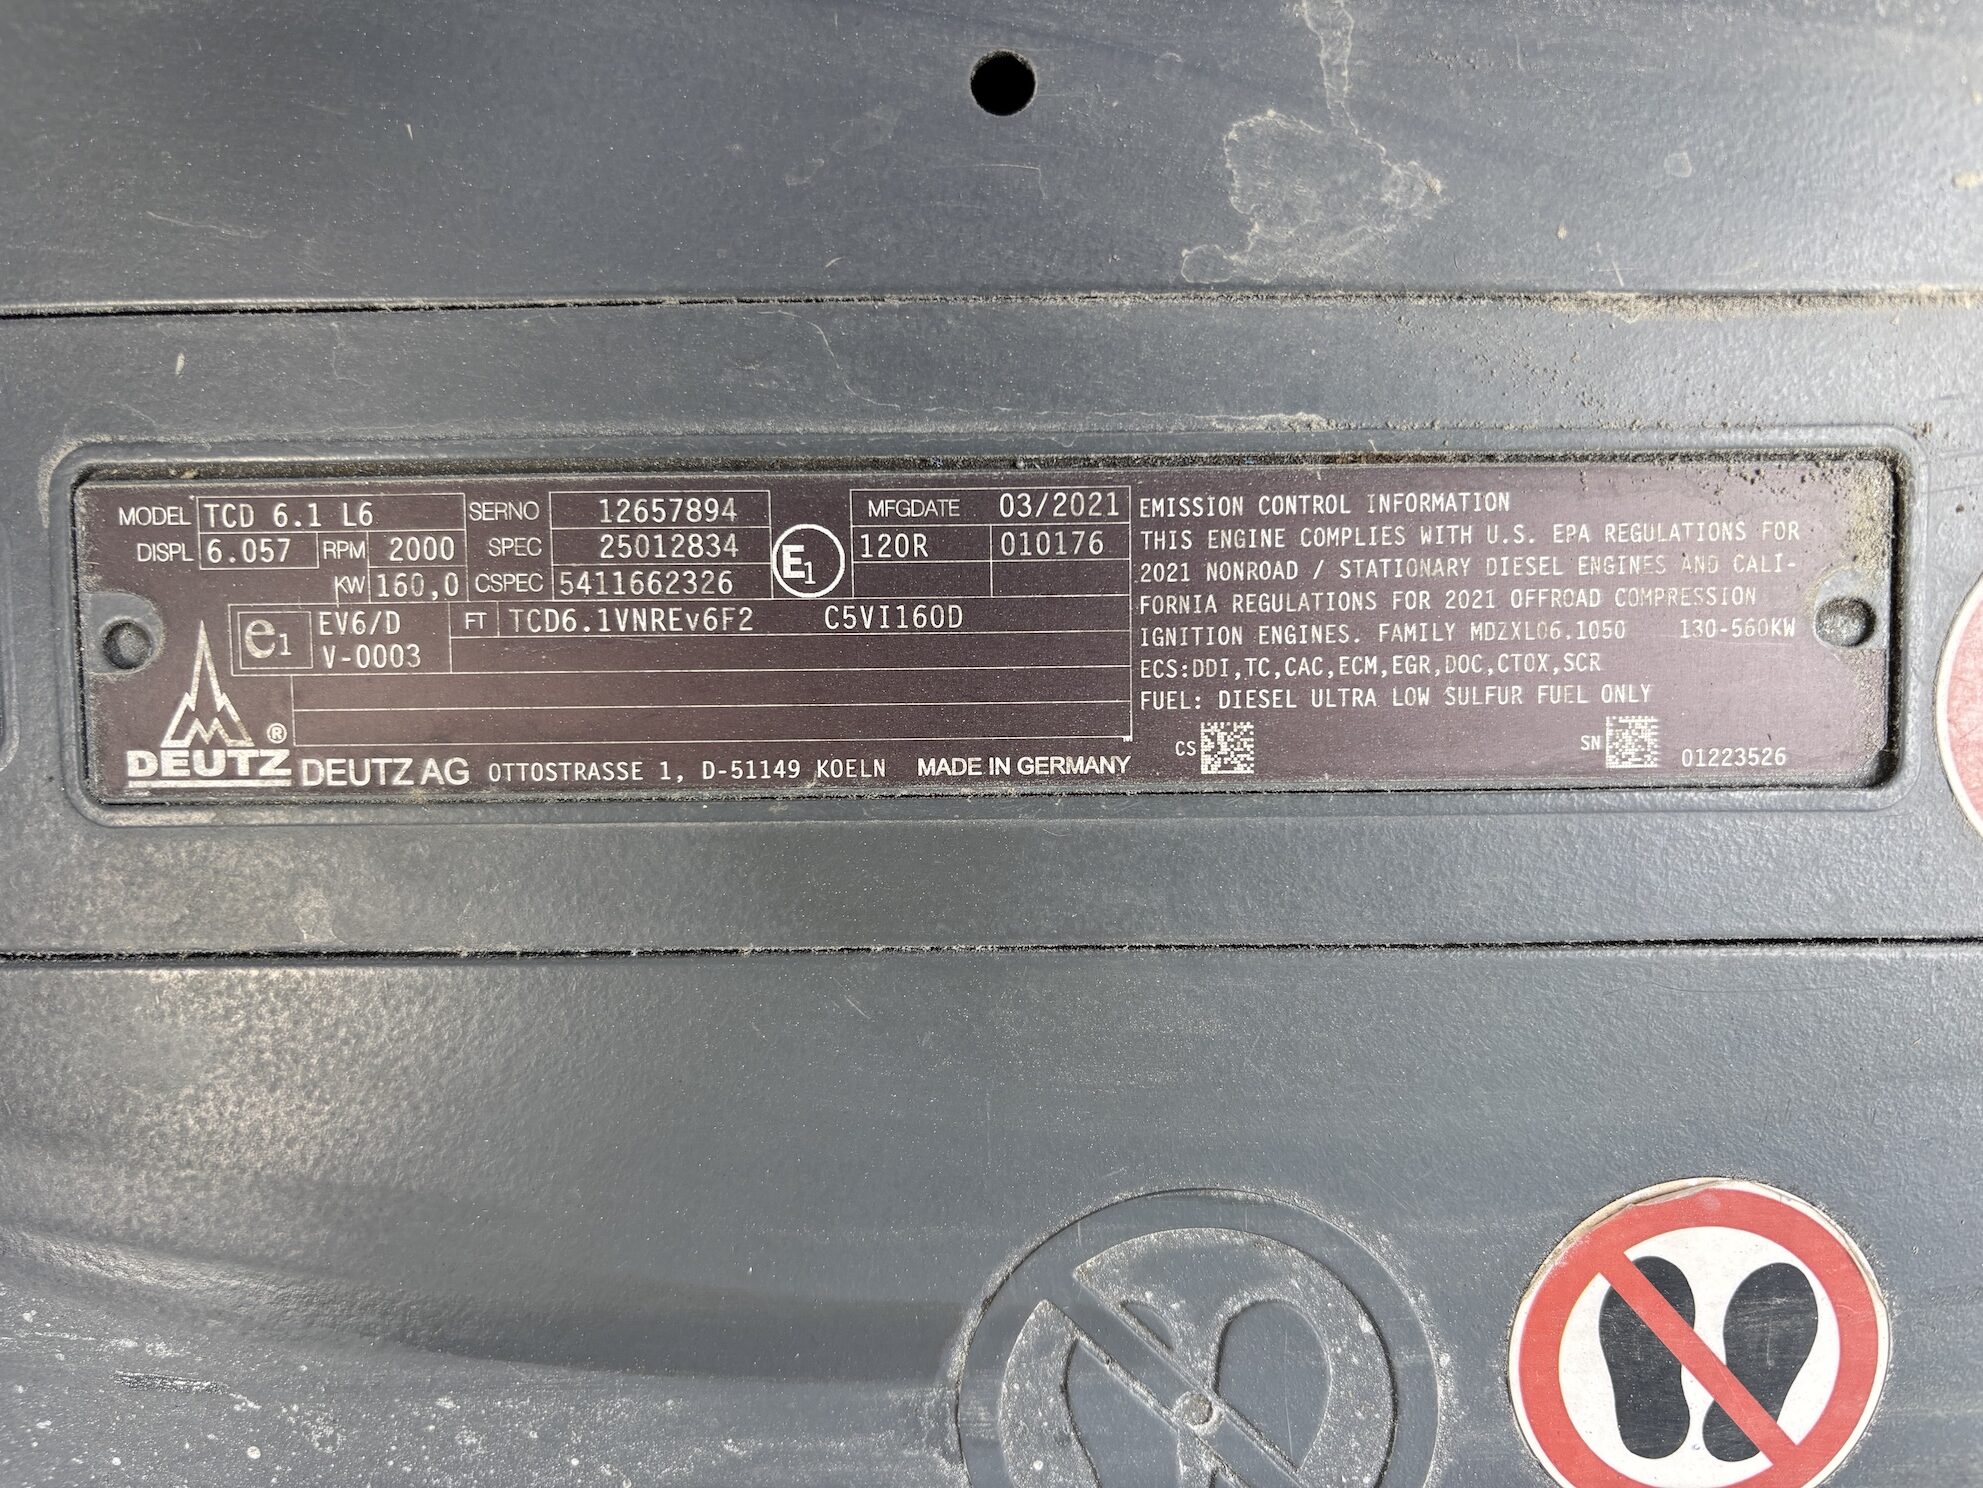 MODEL TCD 6.1 L6 SERNO 12657894 MFGDATE 03/2021
DISPL 6.057 RPM 2000 SPEC 25012834 E1 120R 010176
KW 160,0 CSPEC 5411662326
e1 EV6/D FT TCD6.1VNREv6F2 C5VI160D
V-0003
DEUTZ ®
DEUTZ AG OTTOSTRASSE 1, D-51149 KOELN MADE IN GERMANY
EMISSION CONTROL INFORMATION
THIS ENGINE COMPLIES WITH U.S. EPA REGULATIONS FOR
2021 NONROAD / STATIONARY DIESEL ENGINES AND CALI-
FORNIA REGULATIONS FOR 2021 OFFROAD COMPRESSION
IGNITION ENGINES. FAMILY MDZXL06.1050 130-560KW
ECS:DDI,TC,CAC,ECM,EGR,DOC,CTOX,SCR
FUEL: DIESEL ULTRA LOW SULFUR FUEL ONLY
CS SN 01223526